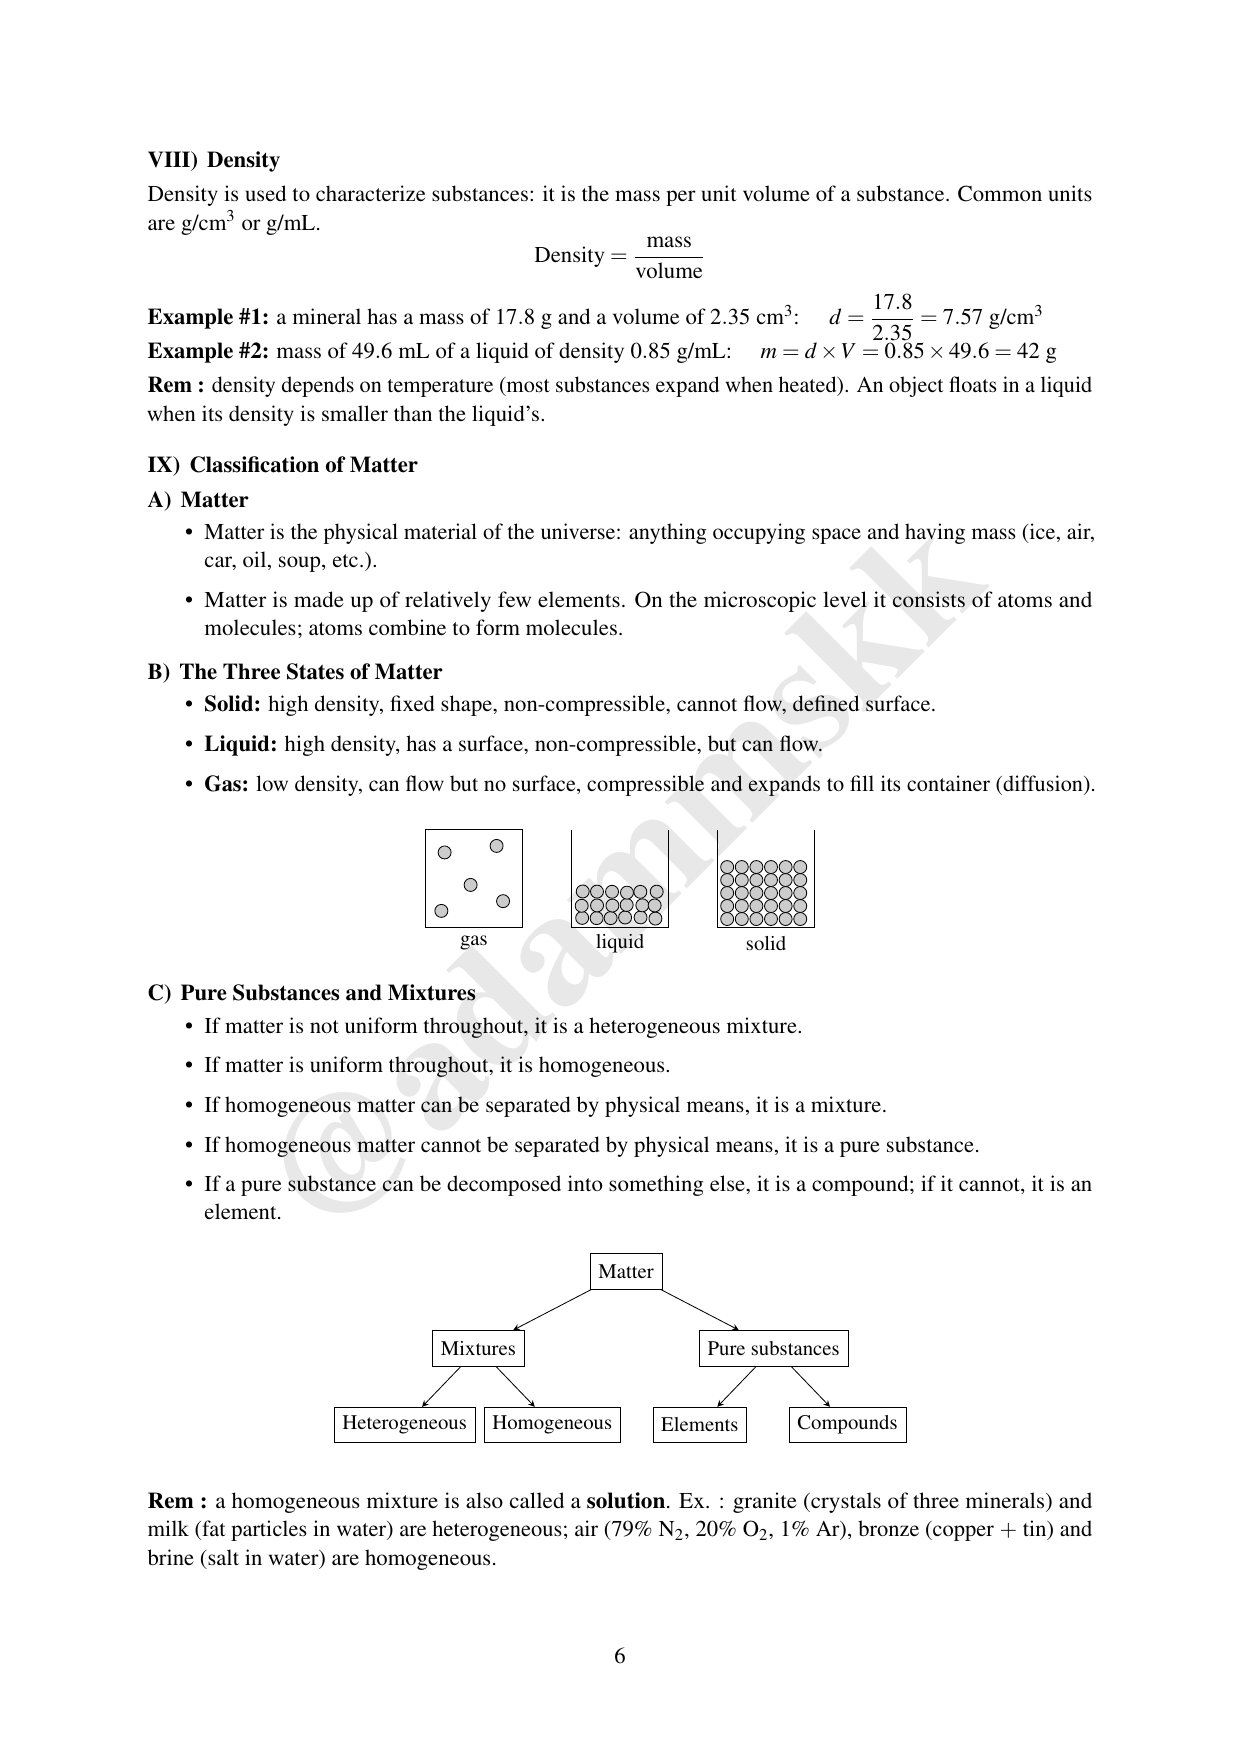 VIII) Density
Density is used to characterize substances: it is the mass per unit volume of a substance. Common units
are g/cm³ or g/mL.
Density = mass / volume
Example #1: a mineral has a mass of 17.8 g and a volume of 2.35 cm³: d = 17.8 / 2.35 = 7.57 g/cm³
Example #2: mass of 49.6 mL of a liquid of density 0.85 g/mL: m = d × V = 0.85 × 49.6 = 42 g
Rem : density depends on temperature (most substances expand when heated). An object floats in a liquid
when its density is smaller than the liquid's.
IX) Classification of Matter
A) Matter
• Matter is the physical material of the universe: anything occupying space and having mass (ice, air,
car, oil, soup, etc.).
• Matter is made up of relatively few elements. On the microscopic level it consists of atoms and
molecules; atoms combine to form molecules.
B) The Three States of Matter
• Solid: high density, fixed shape, non-compressible, cannot flow, defined surface.
• Liquid: high density, has a surface, non-compressible, but can flow.
• Gas: low density, can flow but no surface, compressible and expands to fill its container (diffusion).
gas liquid solid
C) Pure Substances and Mixtures
• If matter is not uniform throughout, it is a heterogeneous mixture.
• If matter is uniform throughout, it is homogeneous.
• If homogeneous matter can be separated by physical means, it is a mixture.
• If homogeneous matter cannot be separated by physical means, it is a pure substance.
• If a pure substance can be decomposed into something else, it is a compound; if it cannot, it is an
element.
Matter
Mixtures Pure substances
Heterogeneous Homogeneous Elements Compounds
Rem : a homogeneous mixture is also called a solution. Ex. : granite (crystals of three minerals) and
milk (fat particles in water) are heterogeneous; air (79% N₂, 20% O₂, 1% Ar), bronze (copper + tin) and
brine (salt in water) are homogeneous.
6
@adammskk